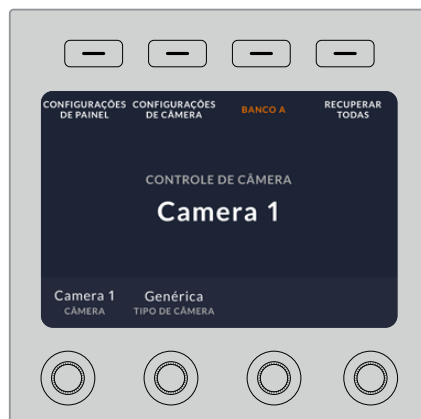 CONFIGURAÇÕES DE PAINEL
CONFIGURAÇÕES DE CÂMERA
BANCO A
RECUPERAR TODAS
CONTROLE DE CÂMERA
Camera 1
Camera 1
CÂMERA
Genérica
TIPO DE CÂMERA